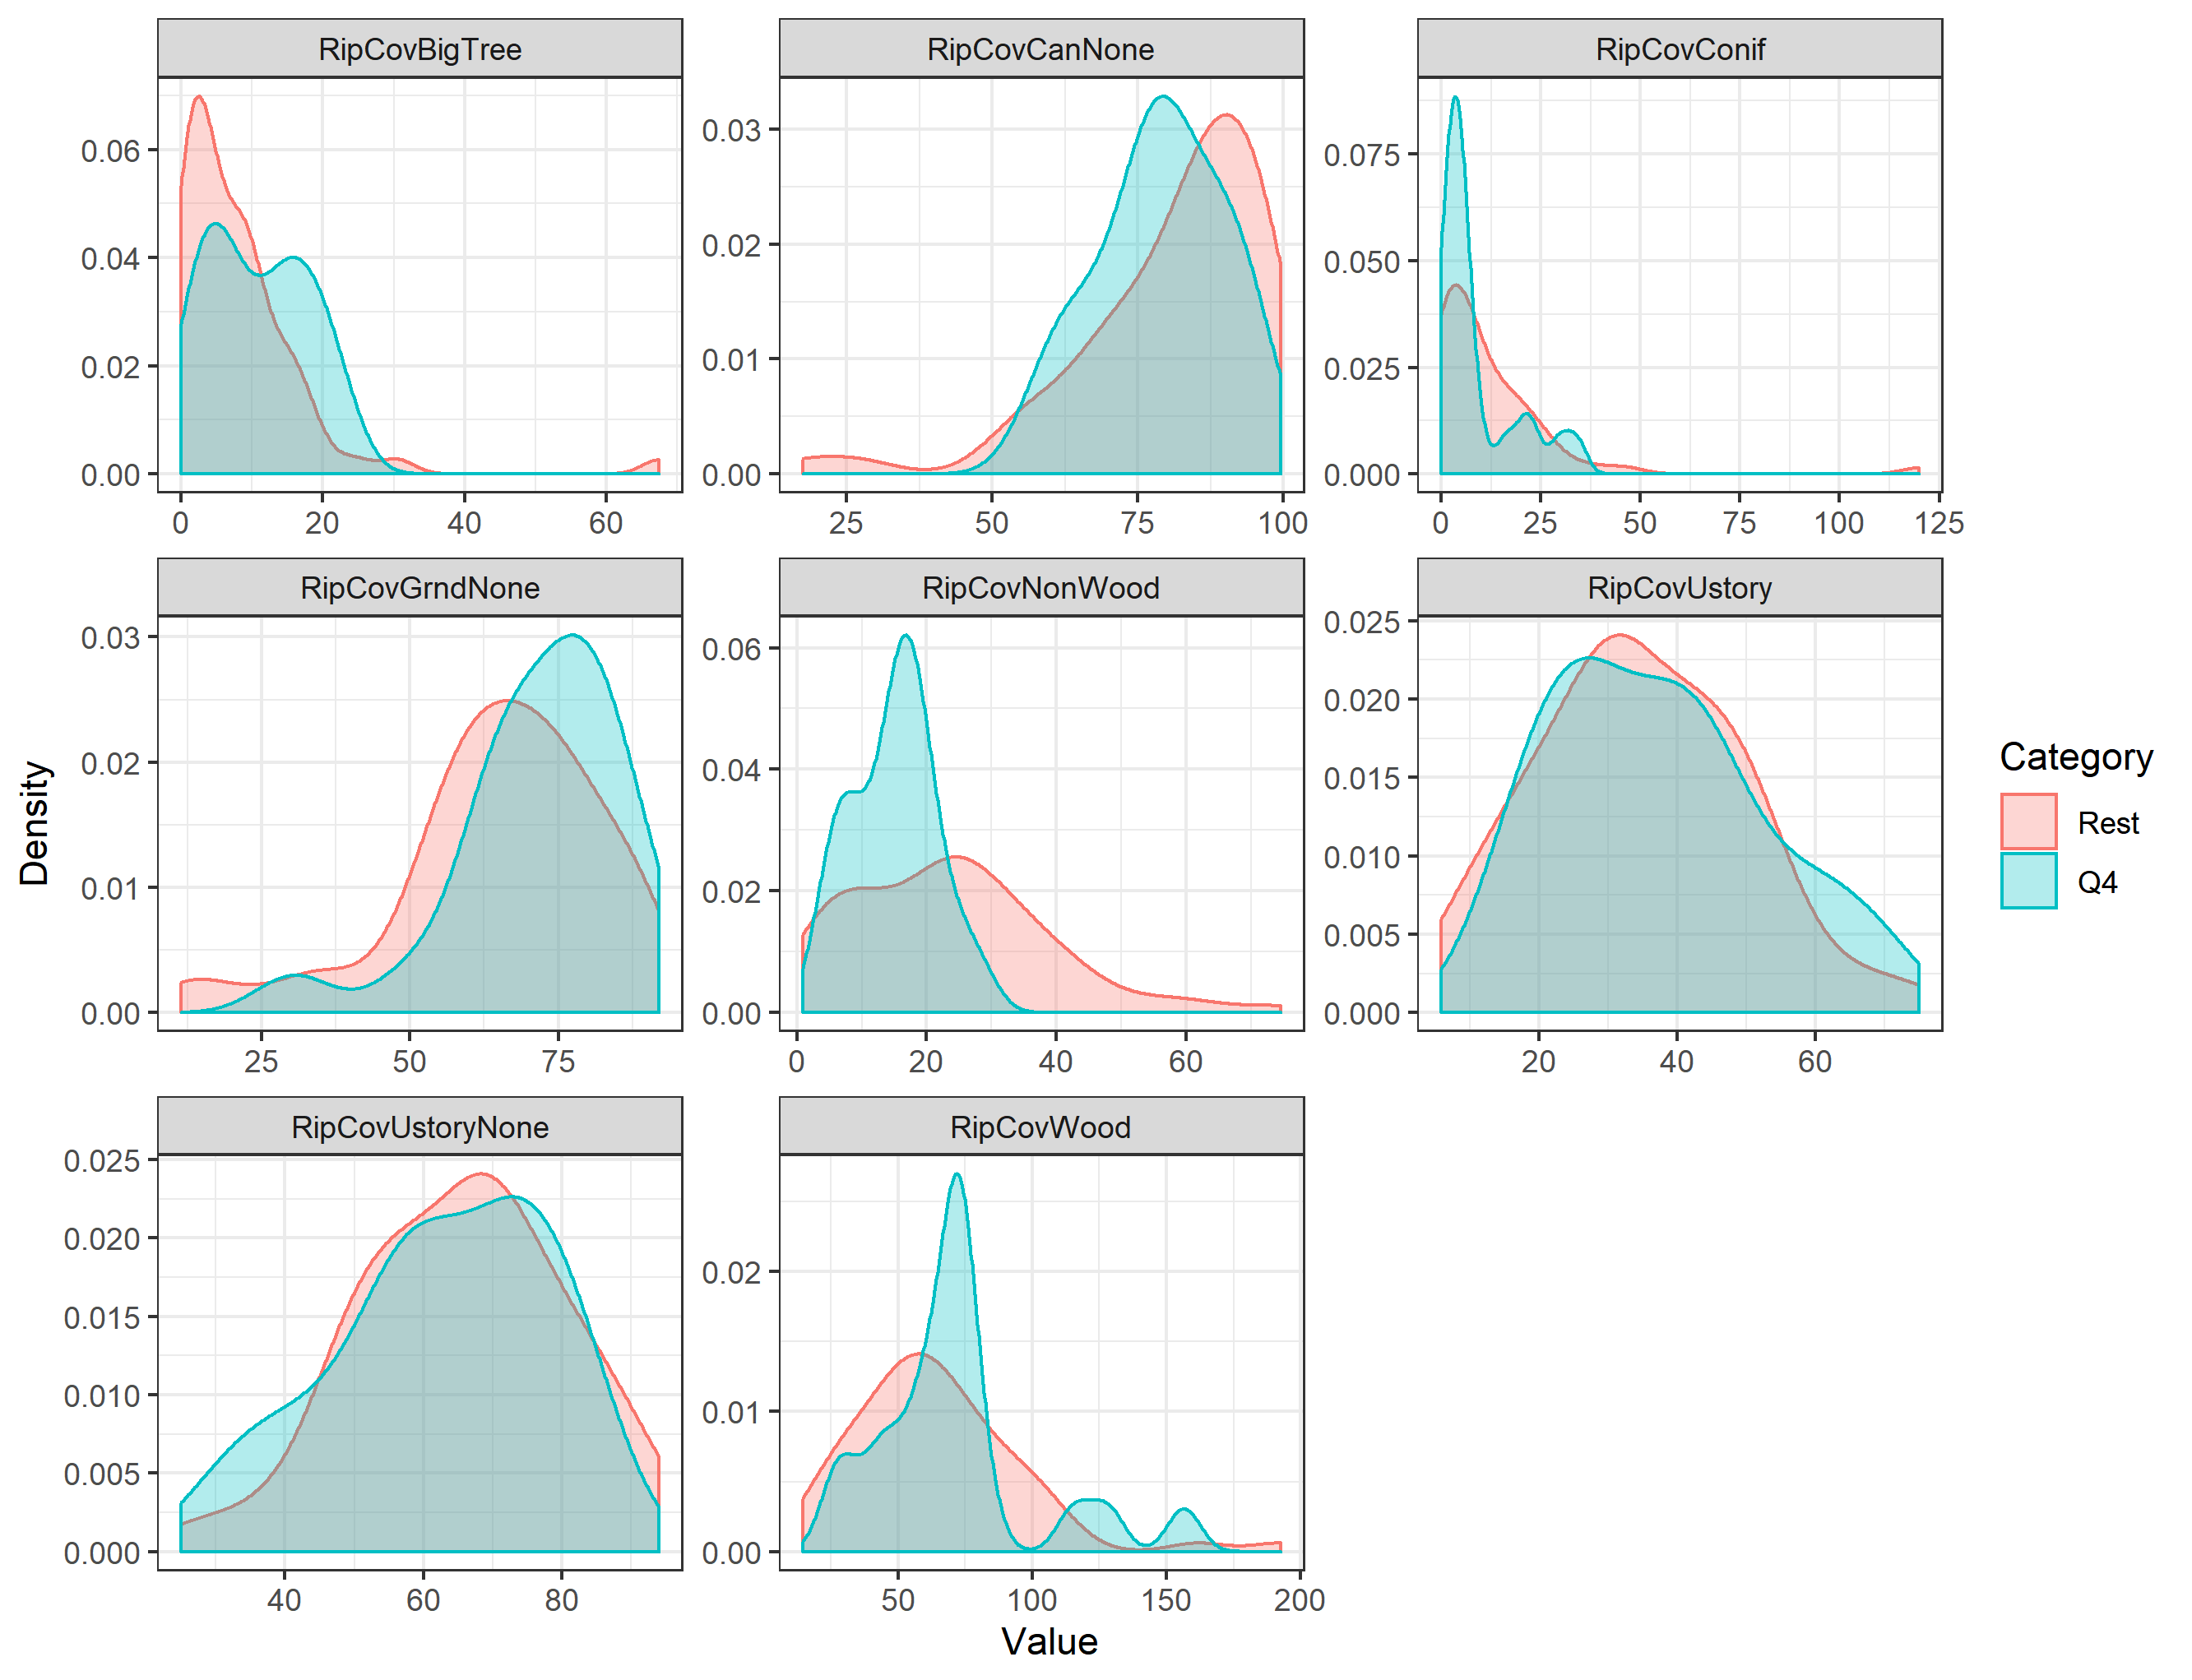 RipCovBigTree RipCovCanNone RipCovConif
0.06
0.04
0.02
0.00
0 20 40 60
0.03
0.02
0.01
0.00
25 50 75 100
0.075
0.050
0.025
0.000
0 25 50 75 100 125
RipCovGrndNone RipCovNonWood RipCovUstory
0.03
0.02
0.01
0.00
25 50 75
0.06
0.04
0.02
0.00
0 20 40 60
0.025
0.020
0.015
0.010
0.005
0.000
20 40 60
RipCovUstoryNone RipCovWood
0.025
0.020
0.015
0.010
0.005
0.000
40 60 80
0.02
0.01
0.00
50 100 150 200
Density
Value
Category
Rest
Q4